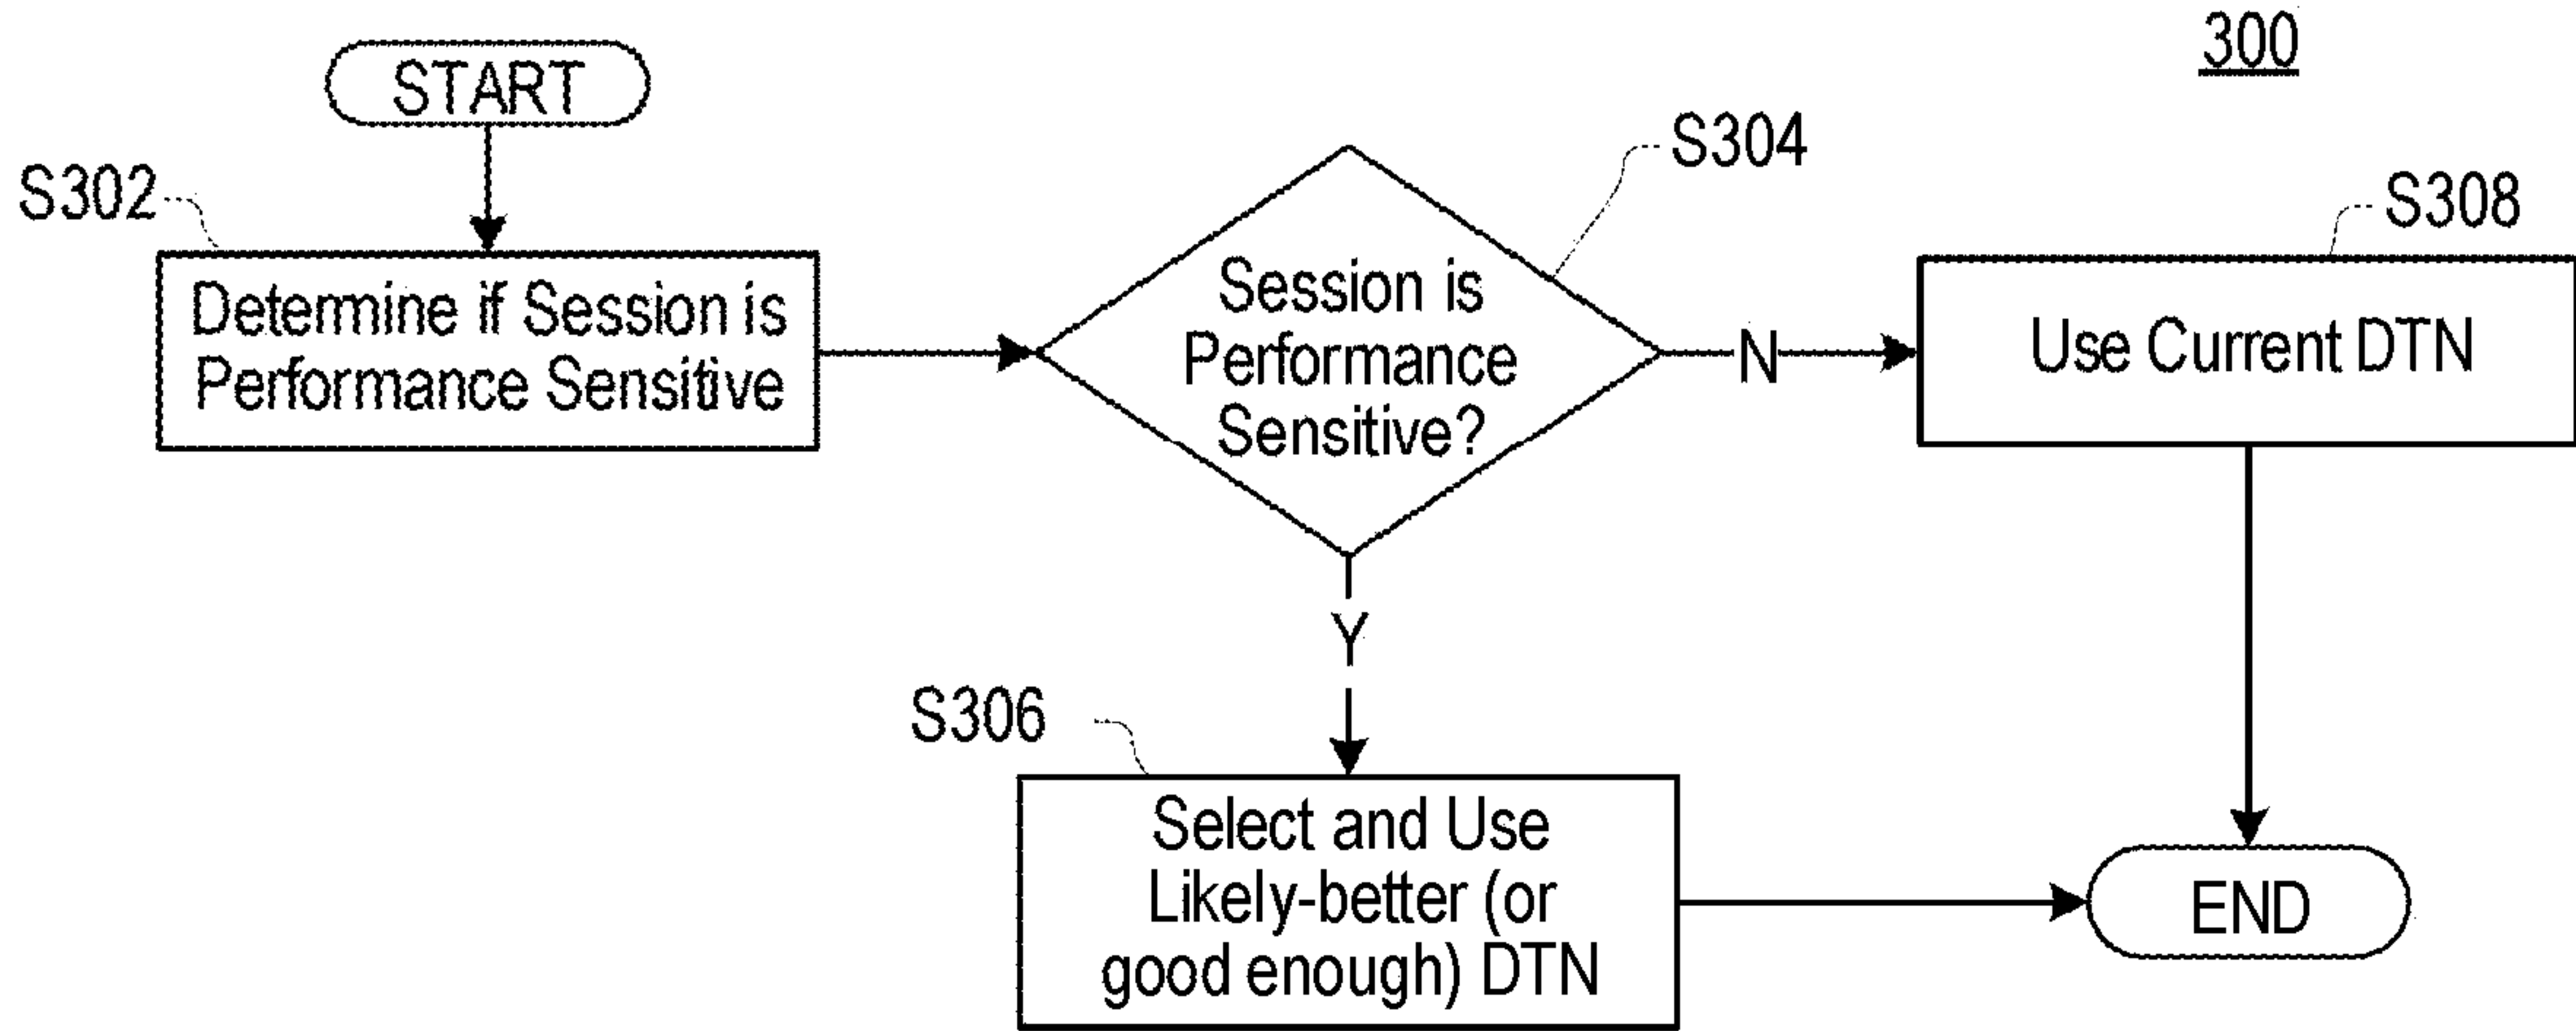 300
START
S302
Determine if Session is
Performance Sensitive
S304
Session is
Performance
Sensitive?
N
S308
Use Current DTN
Y
S306
Select and Use
Likely-better (or
good enough) DTN
END